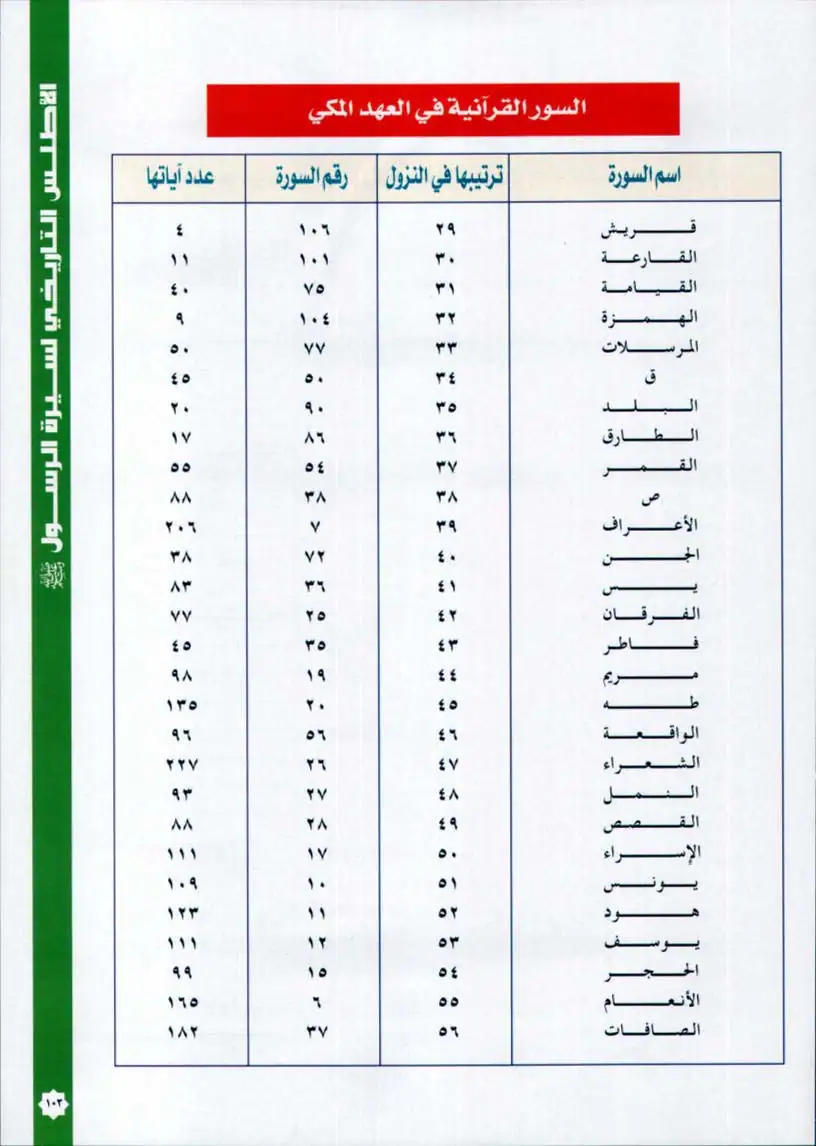 السور القرآنية في العهد المكي
اسم السورة ترتيبها في النزول رقم السورة عدد آياتها
قريش ٢٩ ١٠٦ ٤
القارعة ٣٠ ١٠١ ١١
القيامة ٣١ ٧٥ ٤٠
الهمزة ٣٢ ١٠٤ ٩
المرسلات ٣٣ ٧٧ ٥٠
ق ٣٤ ٥٠ ٤٥
البلد ٣٥ ٩٠ ٢٠
الطارق ٣٦ ٨٦ ١٧
القمر ٣٧ ٥٤ ٥٥
ص ٣٨ ٣٨ ٨٨
الأعراف ٣٩ ٧ ٢٠٦
الجن ٤٠ ٧٢ ٣٨
يس ٤١ ٣٦ ٨٣
الفرقان ٤٢ ٢٥ ٧٧
فاطر ٤٣ ٣٥ ٤٥
مريم ٤٤ ١٩ ٩٨
طه ٤٥ ٢٠ ١٣٥
الواقعة ٤٦ ٥٦ ٩٦
الشعراء ٤٧ ٢٦ ٢٢٧
النمل ٤٨ ٢٧ ٩٣
القصص ٤٩ ٢٨ ٨٨
الإسراء ٥٠ ١٧ ١١١
يونس ٥١ ١٠ ١٠٩
هود ٥٢ ١١ ١٢٣
يوسف ٥٣ ١٢ ١١١
الحجر ٥٤ ١٥ ٩٩
الأنعام ٥٥ ٦ ١٦٥
الصافات ٥٦ ٣٧ ١٨٢
الأطلس التاريخي لسيرة الرسول ﷺ
١٠٣